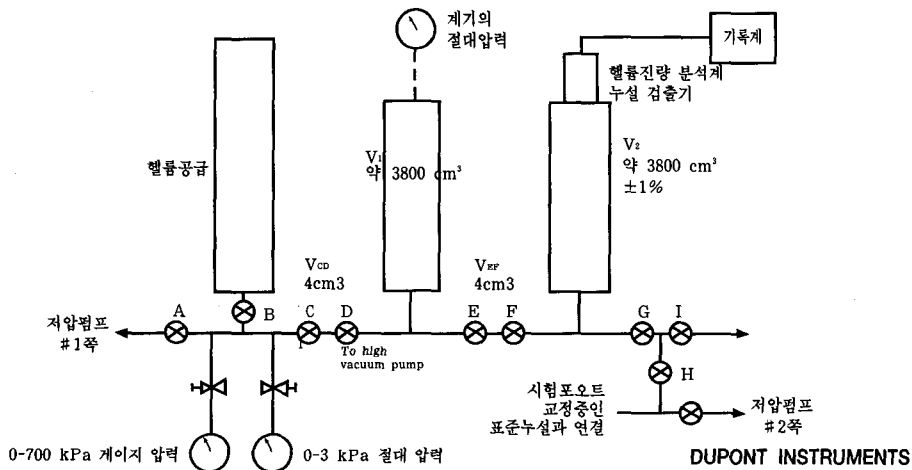 계기의
절대압력
기록계
헬륨진량 분석계
누설 검출기
헬륨공급
V₁
약 3800 cm³
V₂
약 3800 cm³
±1%
V_CD
4cm3
V_EF
4cm3
A
B
C
D
E
F
G
I
저압펌프
#1쪽
To high
vacuum pump
H
시험포오트
교정중인
표준누설과 연결
저압펌프
#2쪽
0-700 kPa 게이지 압력
0-3 kPa 절대 압력
DUPONT INSTRUMENTS